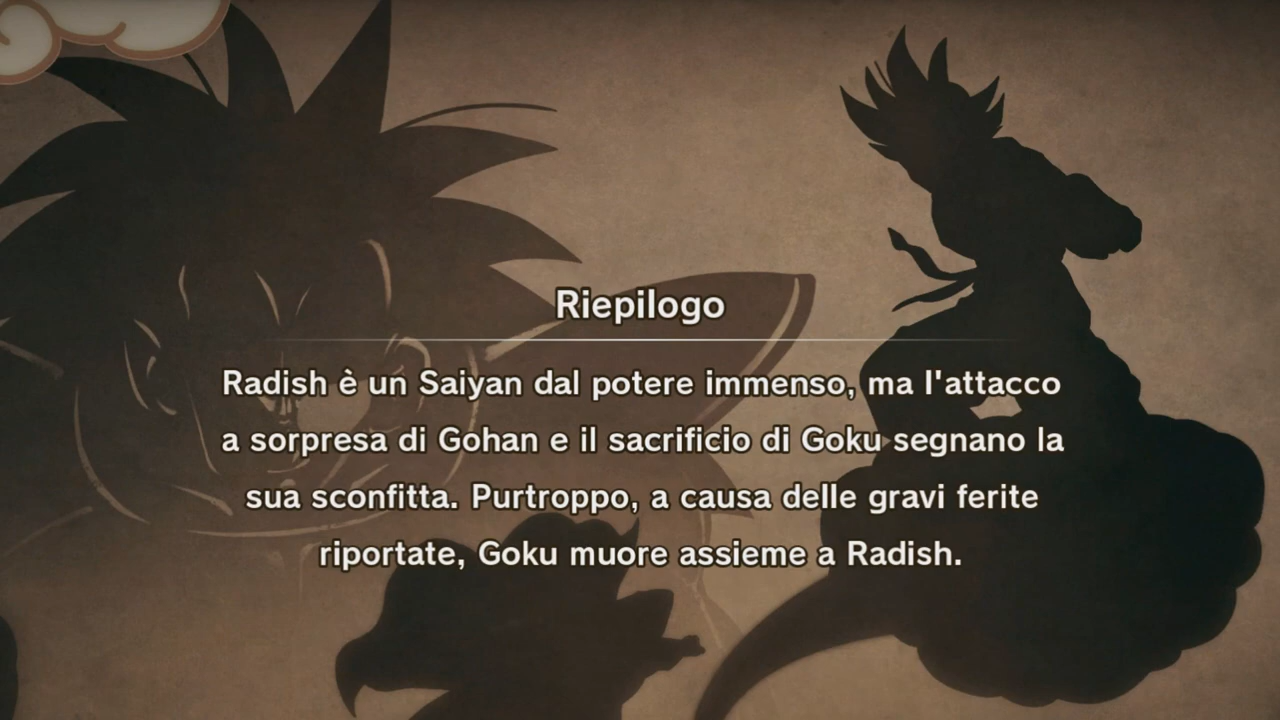 Riepilogo
Radish è un Saiyan dal potere immenso, ma l'attacco
a sorpresa di Gohan e il sacrificio di Goku segnano la
sua sconfitta. Purtroppo, a causa delle gravi ferite
riportate, Goku muore assieme a Radish.